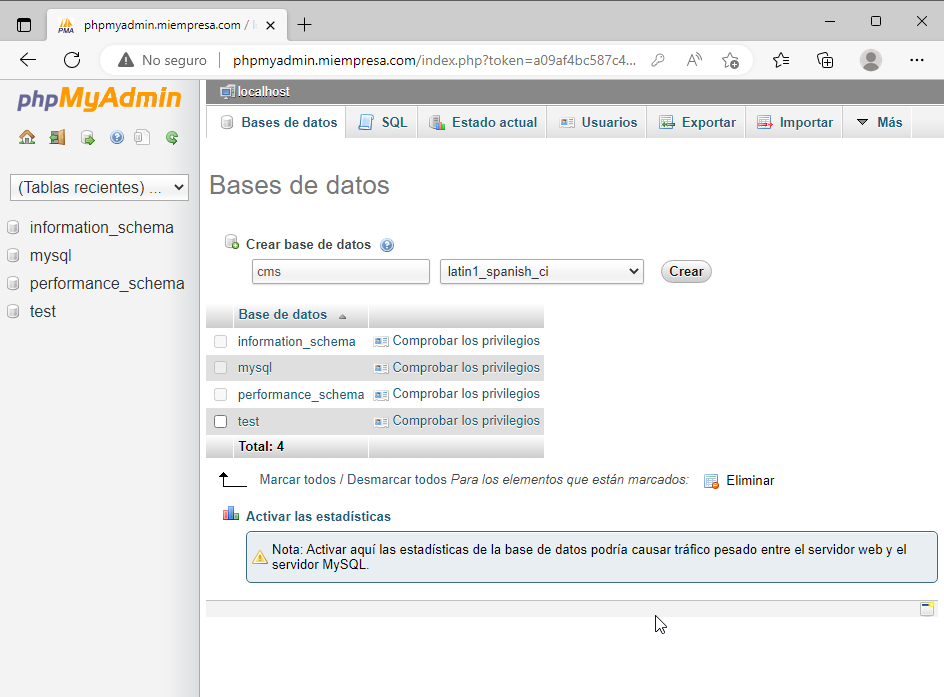 phpmyadmin.miempresa.com / l
No seguro
phpmyadmin.miempresa.com/index.php?token=a09af4bc587c4...
phpMyAdmin
(Tablas recientes) ...
information_schema
mysql
performance_schema
test
localhost
Bases de datos
SQL
Estado actual
Usuarios
Exportar
Importar
Más
Bases de datos
Crear base de datos
cms
latin1_spanish_ci
Crear
Base de datos
information_schema Comprobar los privilegios
mysql Comprobar los privilegios
performance_schema Comprobar los privilegios
test Comprobar los privilegios
Total: 4
Marcar todos / Desmarcar todos Para los elementos que están marcados: Eliminar
Activar las estadísticas
Nota: Activar aquí las estadísticas de la base de datos podría causar tráfico pesado entre el servidor web y el
servidor MySQL.